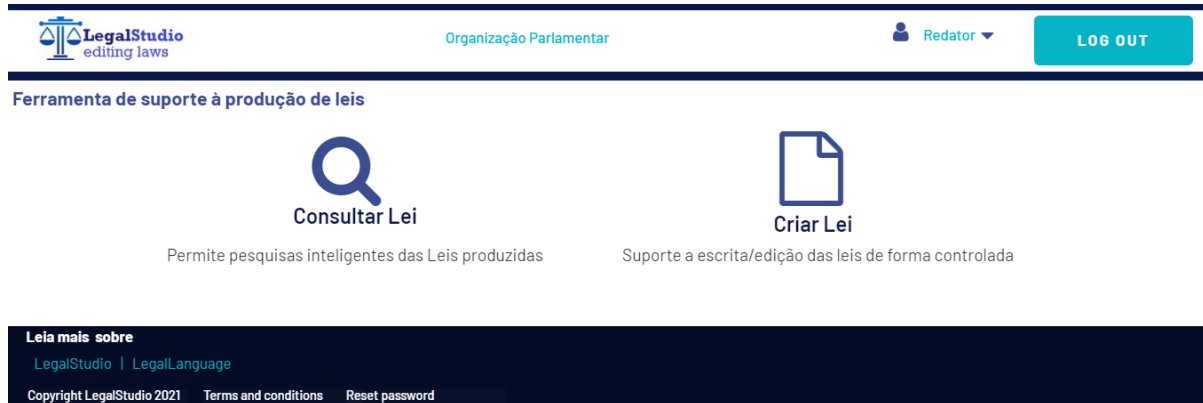 LegalStudio
editing laws
Organização Parlamentar
Redator
LOG OUT
Ferramenta de suporte à produção de leis
Consultar Lei
Permite pesquisas inteligentes das Leis produzidas
Criar Lei
Suporte a escrita/edição das leis de forma controlada
Leia mais sobre
LegalStudio | LegalLanguage
Copyright LegalStudio 2021 Terms and conditions Reset password